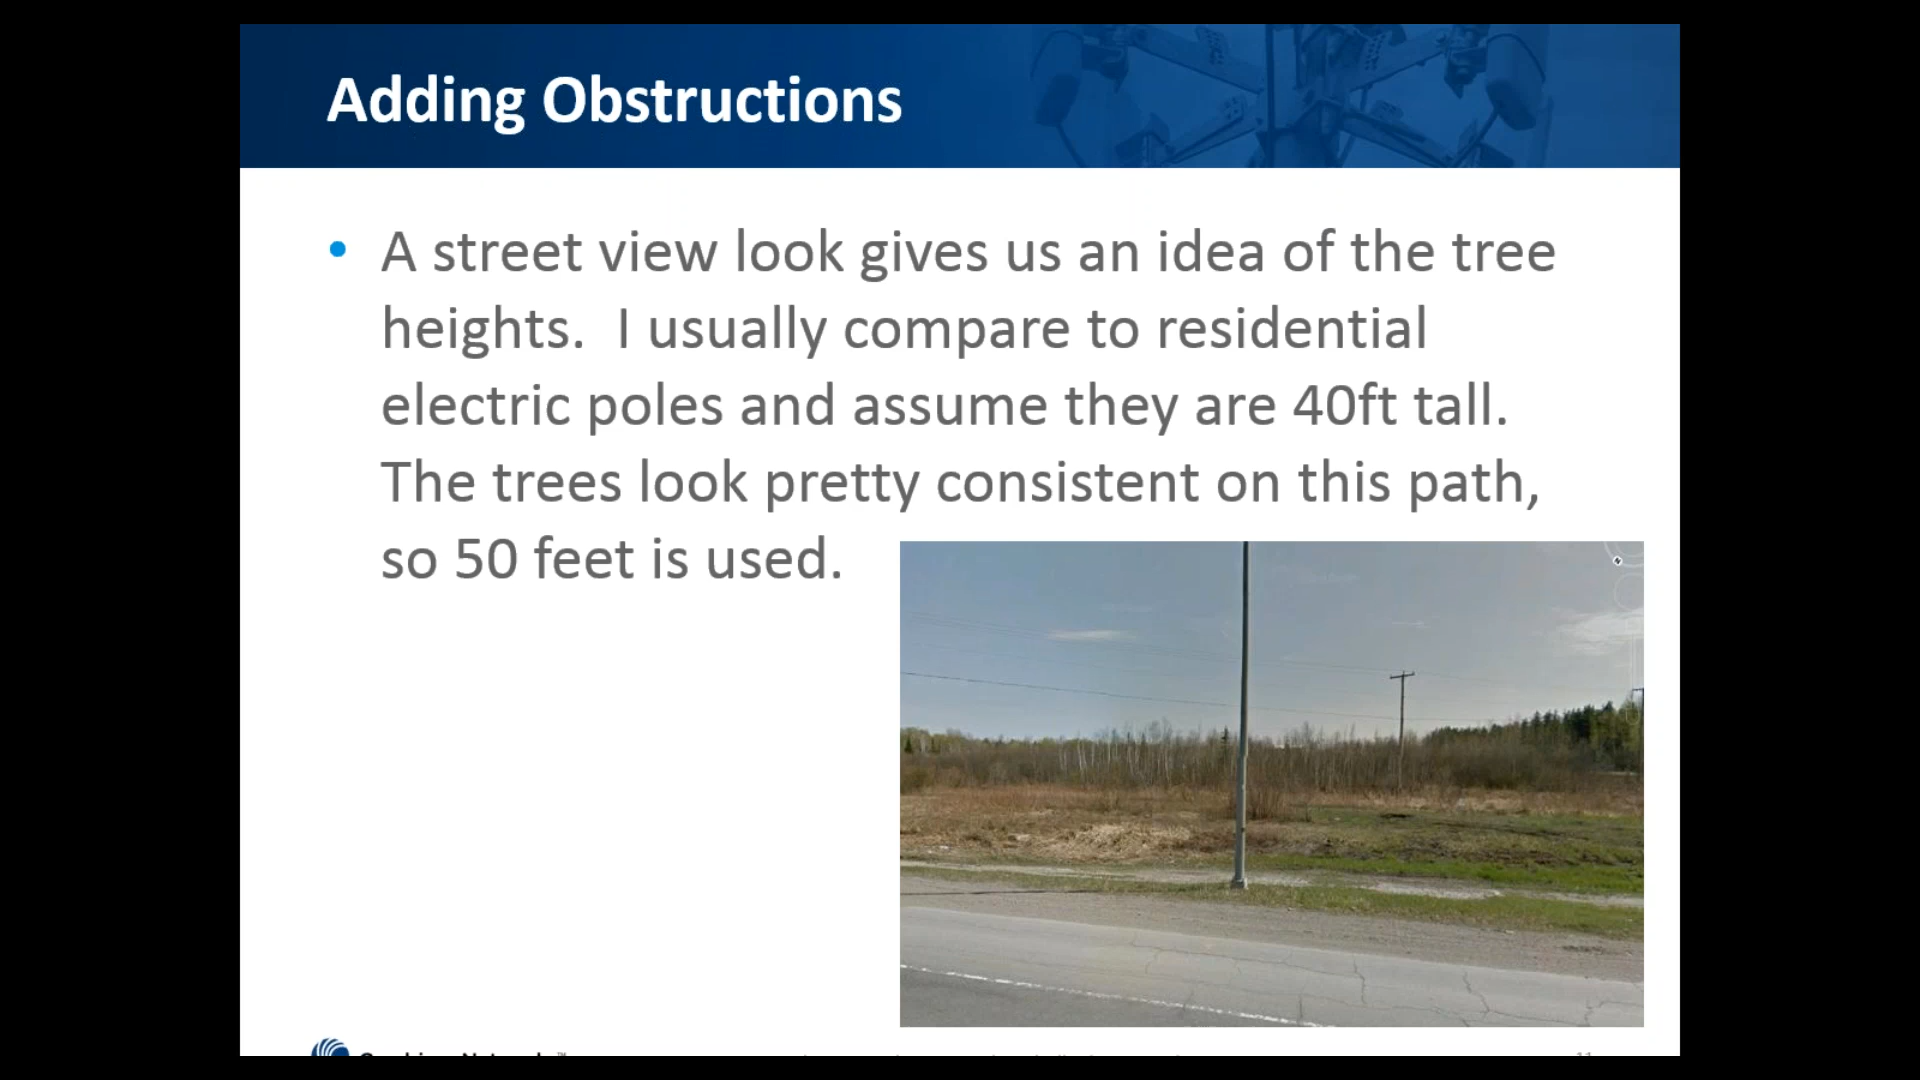 Adding Obstructions
• A street view look gives us an idea of the tree
heights.  I usually compare to residential
electric poles and assume they are 40ft tall.
The trees look pretty consistent on this path,
so 50 feet is used.